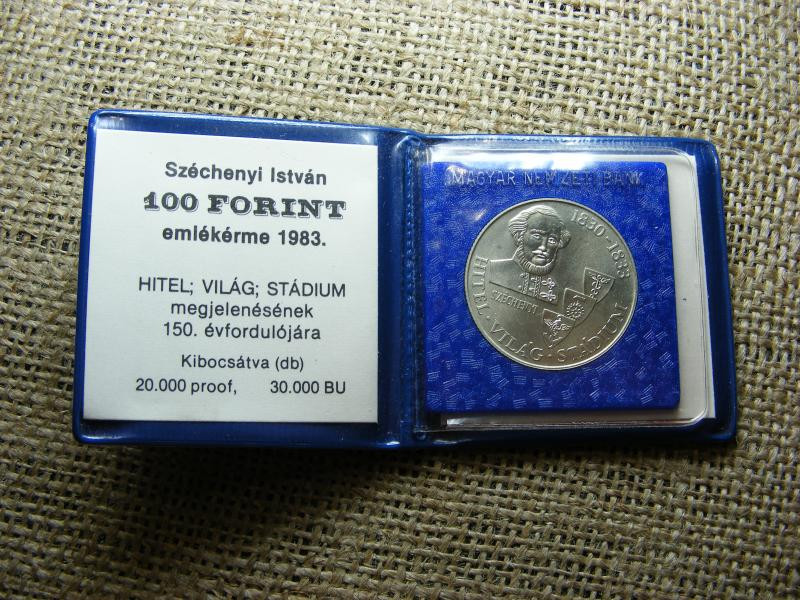 Széchenyi István
100 FORINT
emlékérme 1983.
HITEL; VILÁG; STÁDIUM
megjelenésének
150. évfordulójára
Kibocsátva (db)
20.000 proof, 30.000 BU
MAGYAR NEMZETI BANK
1830-1833
SZÉCHENYI
HITEL·VILÁG·STÁDIUM